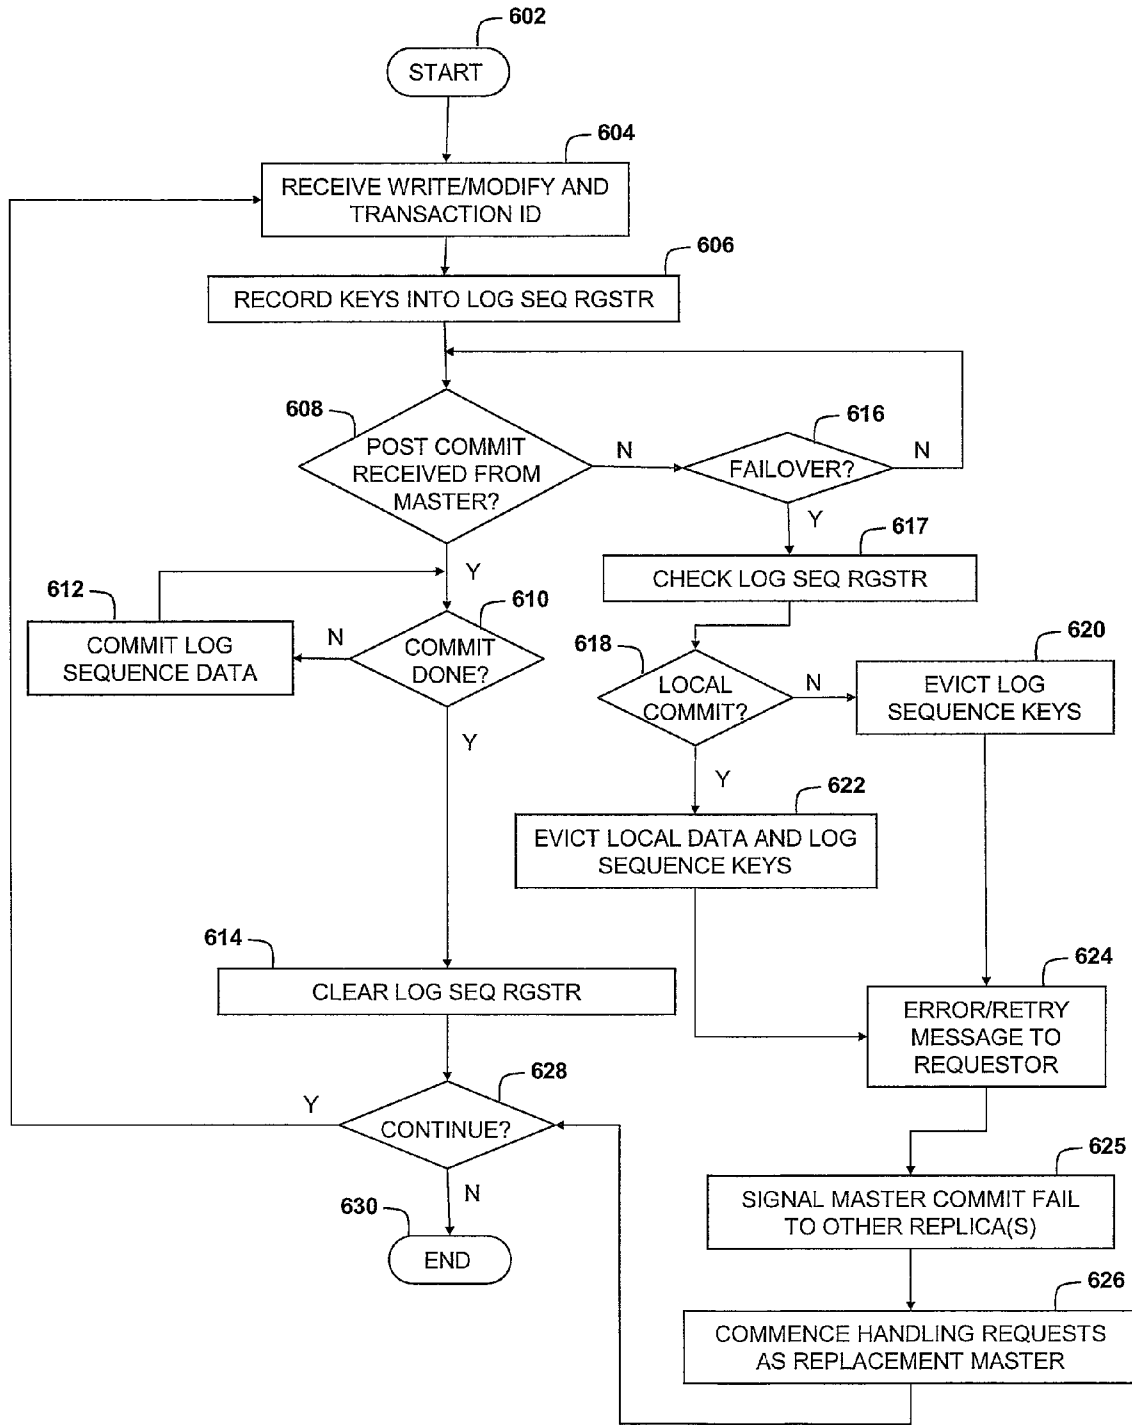 602
START
604
RECEIVE WRITE/MODIFY AND
TRANSACTION ID
606
RECORD KEYS INTO LOG SEQ RGSTR
608
POST COMMIT
RECEIVED FROM
MASTER?
N
616
FAILOVER?
N
Y
617
CHECK LOG SEQ RGSTR
Y
612
COMMIT LOG
SEQUENCE DATA
N
610
COMMIT
DONE?
Y
618
LOCAL
COMMIT?
N
620
EVICT LOG
SEQUENCE KEYS
Y
622
EVICT LOCAL DATA AND LOG
SEQUENCE KEYS
614
CLEAR LOG SEQ RGSTR
624
ERROR/RETRY
MESSAGE TO
REQUESTOR
Y
628
CONTINUE?
N
625
SIGNAL MASTER COMMIT FAIL
TO OTHER REPLICA(S)
630
END
626
COMMENCE HANDLING REQUESTS
AS REPLACEMENT MASTER